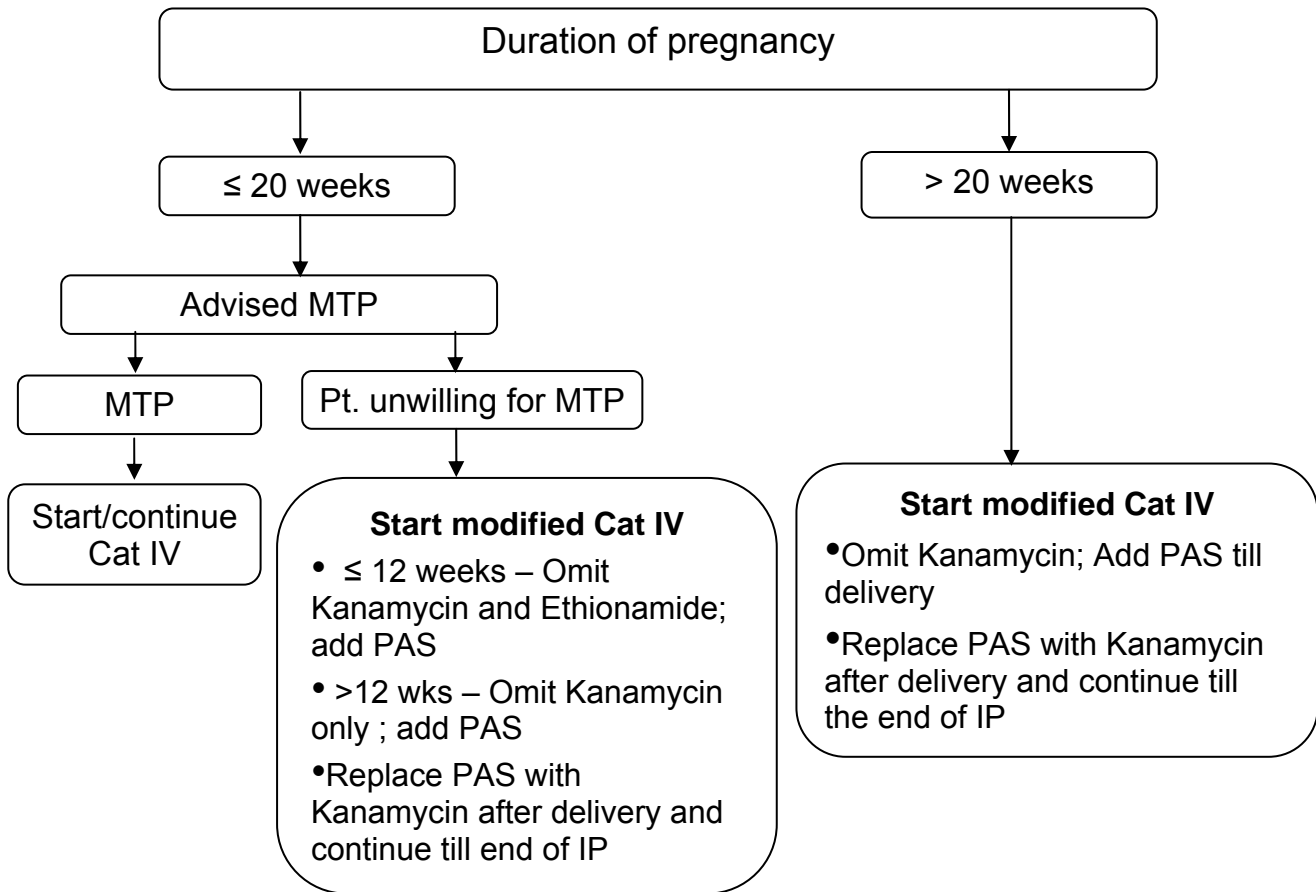 Duration of pregnancy
≤ 20 weeks
> 20 weeks
Advised MTP
MTP
Pt. unwilling for MTP
Start/continue
Cat IV
Start modified Cat IV
• ≤ 12 weeks – Omit
Kanamycin and Ethionamide;
add PAS
• >12 wks – Omit Kanamycin
only ; add PAS
•Replace PAS with
Kanamycin after delivery and
continue till end of IP
Start modified Cat IV
•Omit Kanamycin; Add PAS till
delivery
•Replace PAS with Kanamycin
after delivery and continue till
the end of IP